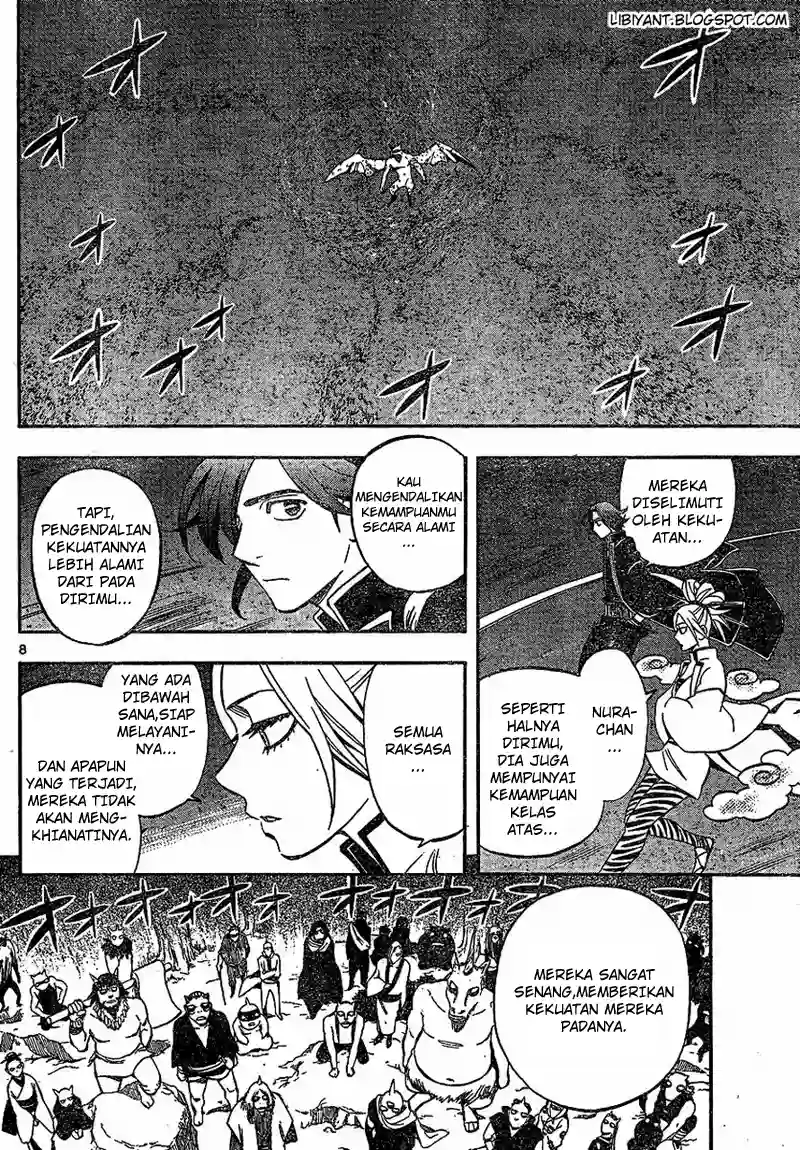 LIBIYANT.BLOGSPOT.COM
MEREKA
DISELIMUTI
OLEH KEKU-
ATAN...
NURA-
CHAN...
SEPERTI
HALNYA
DIRIMU,
DIA JUGA
MEMPUNYAI
KEMAMPUAN
KELAS
ATAS...
KAU
MENGENDALIKAN
KEMAMPUANMU
SECARA ALAMI
...
TAPI,
PENGENDALIAN
KEKUATANNYA
LEBIH ALAMI
DARI PADA
DIRIMU...
8
SEMUA
RAKSASA
...
YANG ADA
DIBAWAH
SANA,SIAP
MELAYANI-
NYA...
DAN APAPUN
YANG TERJADI,
MEREKA TIDAK
AKAN MENG-
KHIANATINYA.
MEREKA SANGAT
SENANG,MEMBERIKAN
KEKUATAN MEREKA
PADANYA.